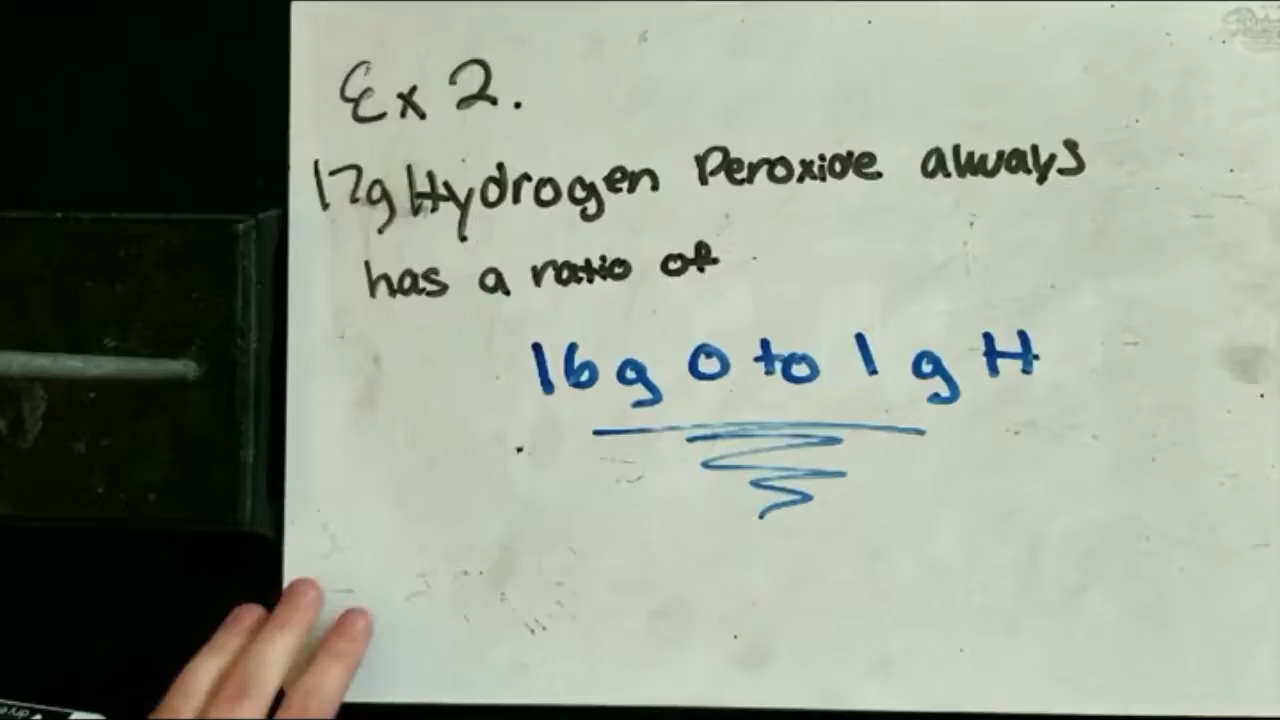 Ex 2.
17g Hydrogen Peroxide always
has a ratio of
16g O to 1 g H